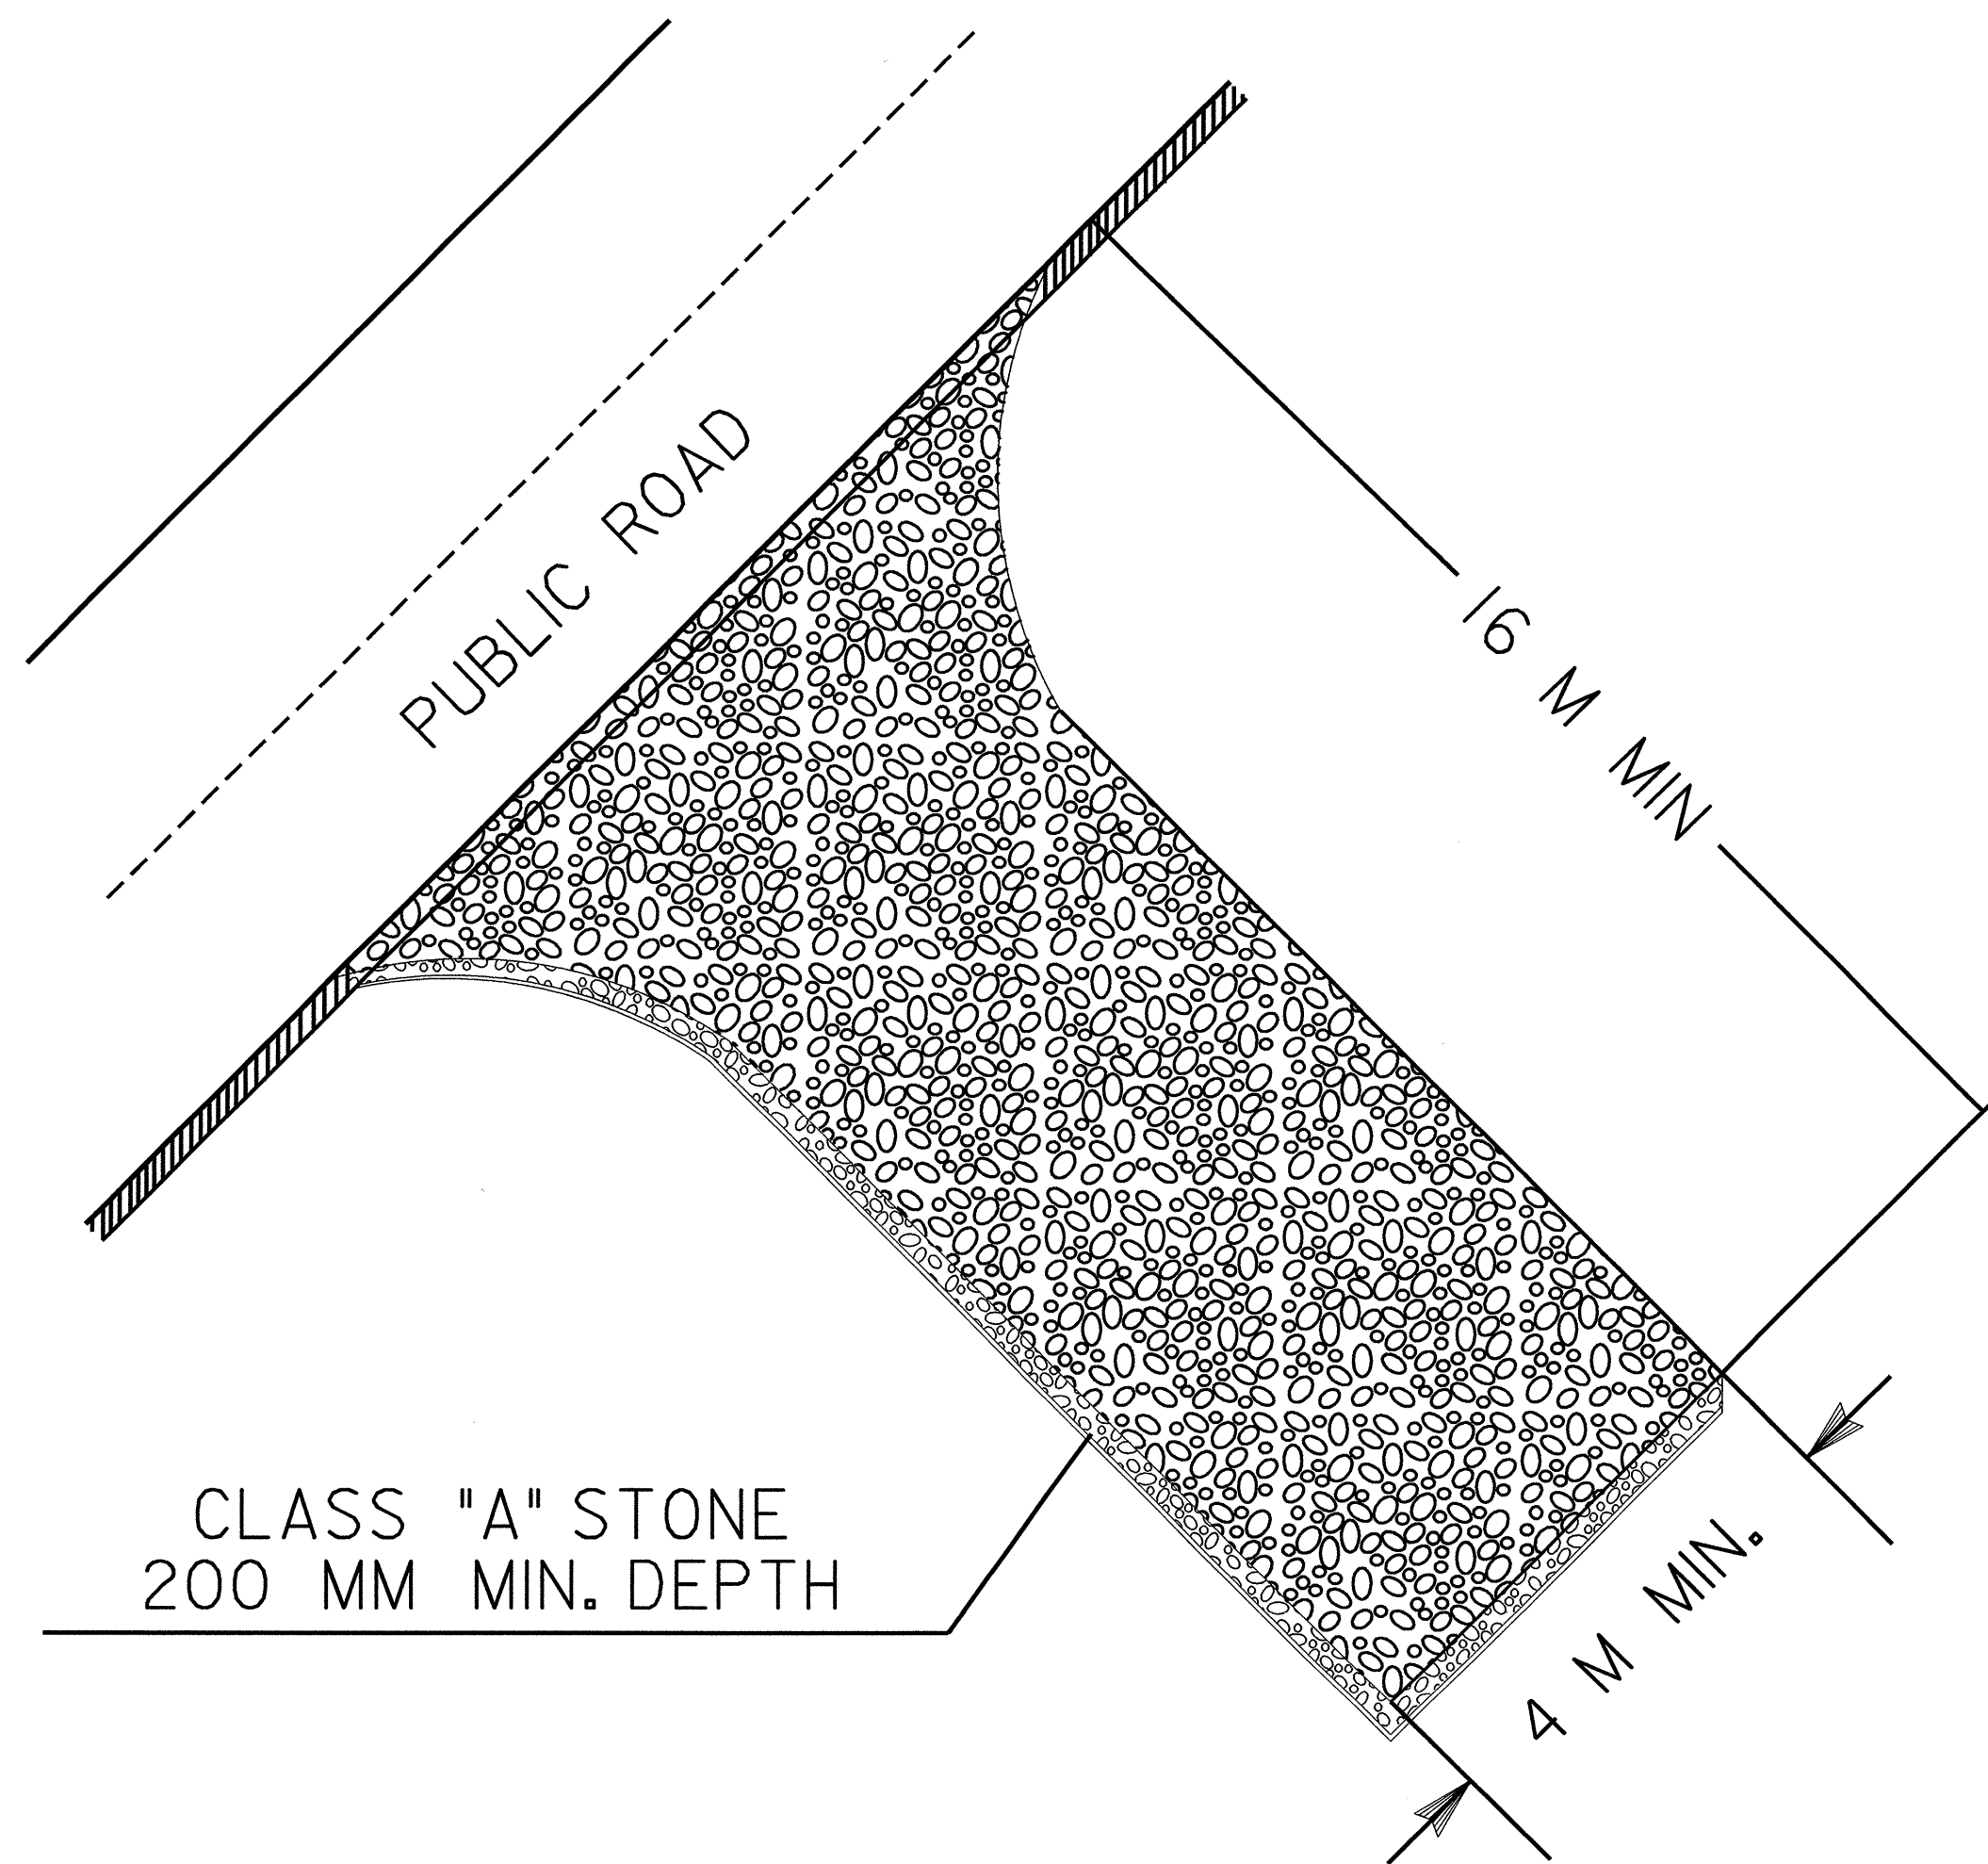 PUBLIC ROAD
16 M MIN
CLASS "A" STONE
200 MM MIN. DEPTH
4 M MIN.